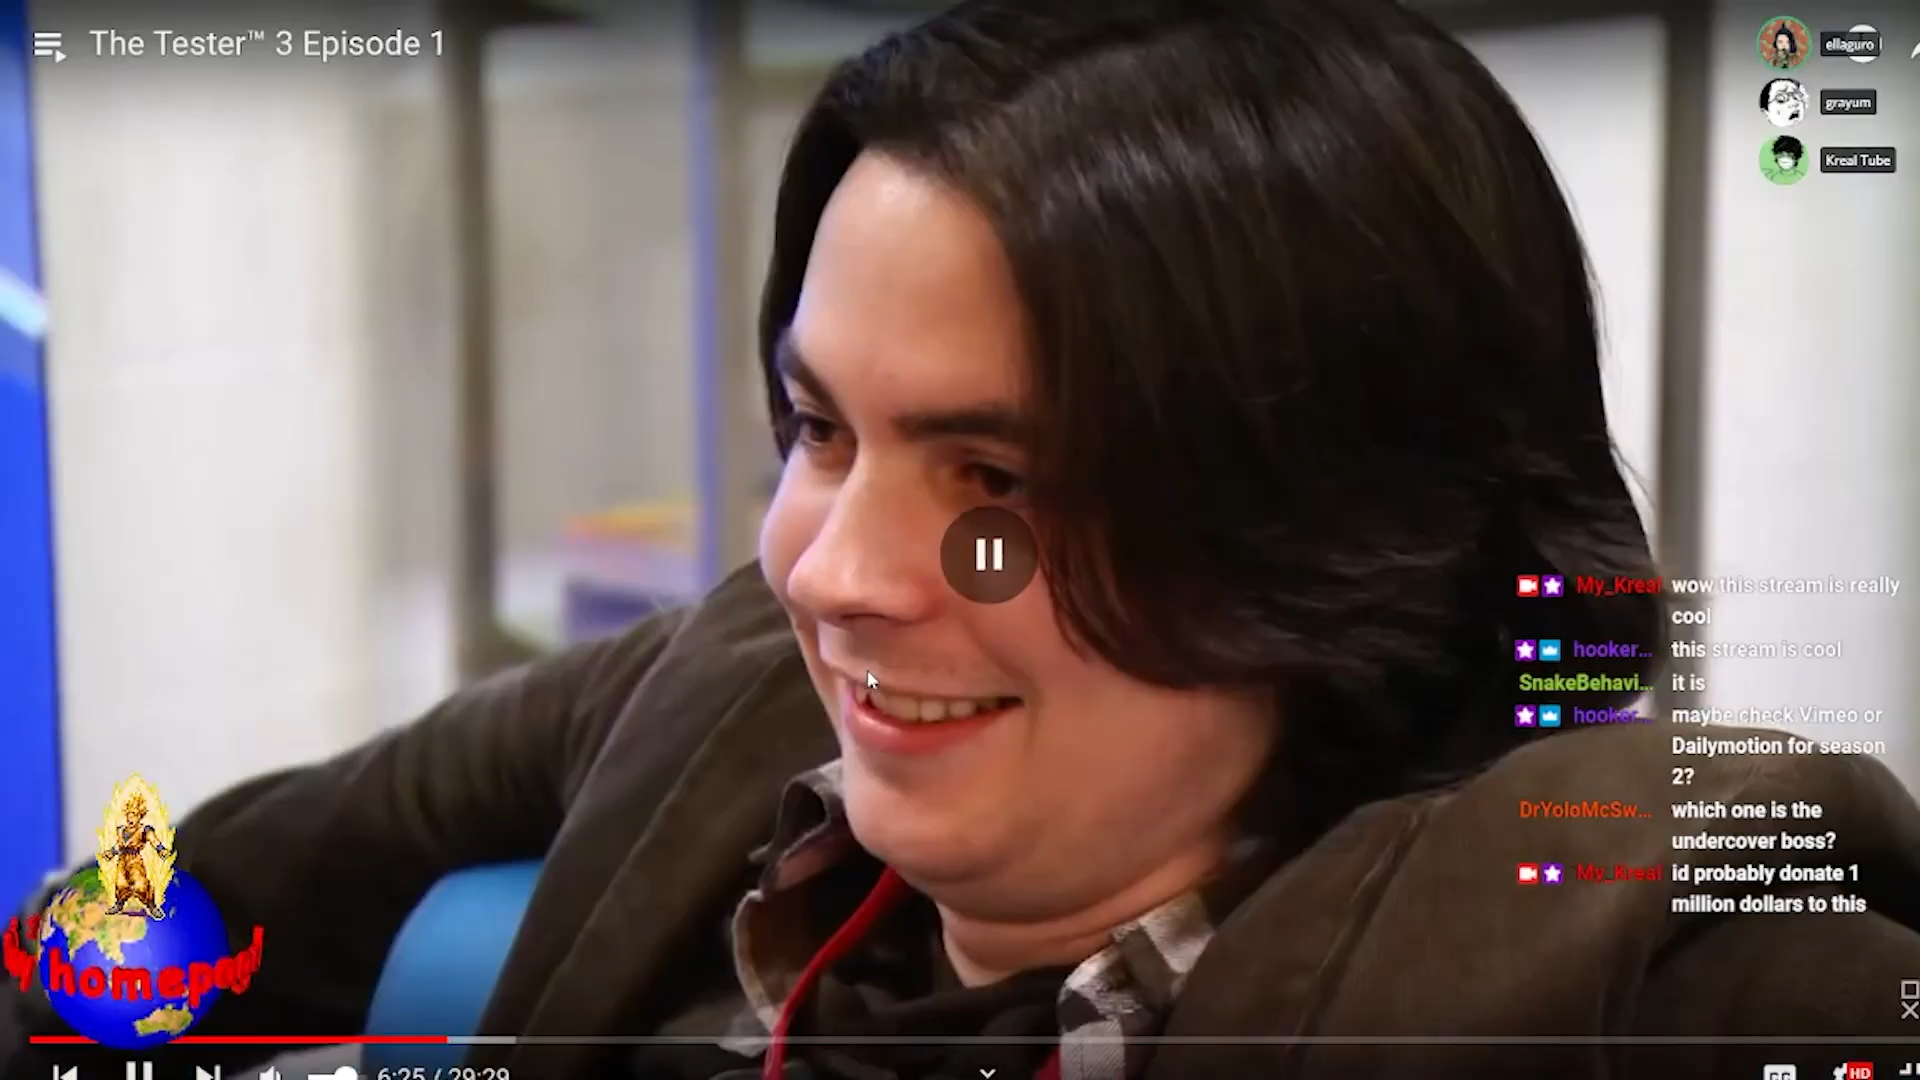 The Tester™ 3 Episode 1
ellaguro
grayum
Kreal Tube
My_Kreal wow this stream is really
cool
hooker... this stream is cool
SnakeBehavi... it is
hooker... maybe check Vimeo or
Dailymotion for season
2?
DrYoloMcSw... which one is the
undercover boss?
My_Kreal id probably donate 1
million dollars to this
homepage
6:25 / 29:29
CC
HD